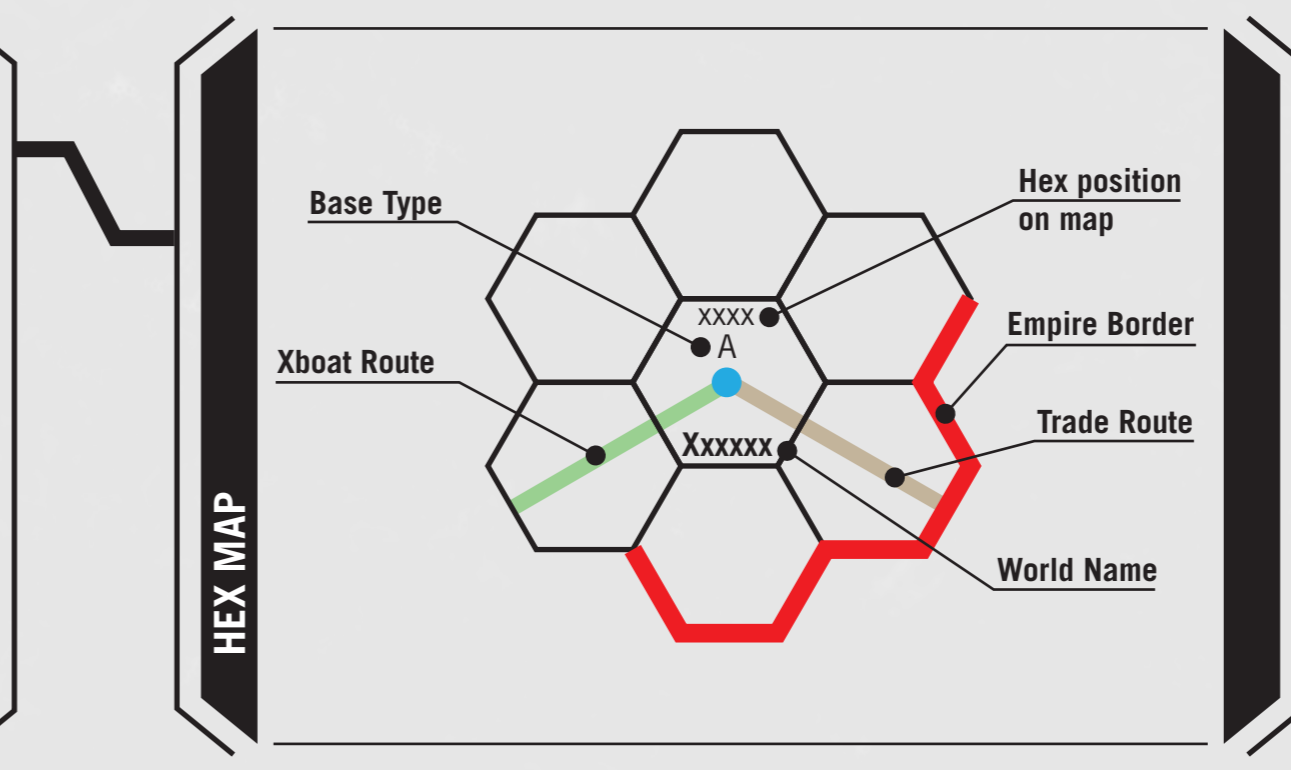 HEX MAP
Base Type
Hex position
on map
xxxx
A
Empire Border
Xboat Route
Trade Route
Xxxxxx
World Name